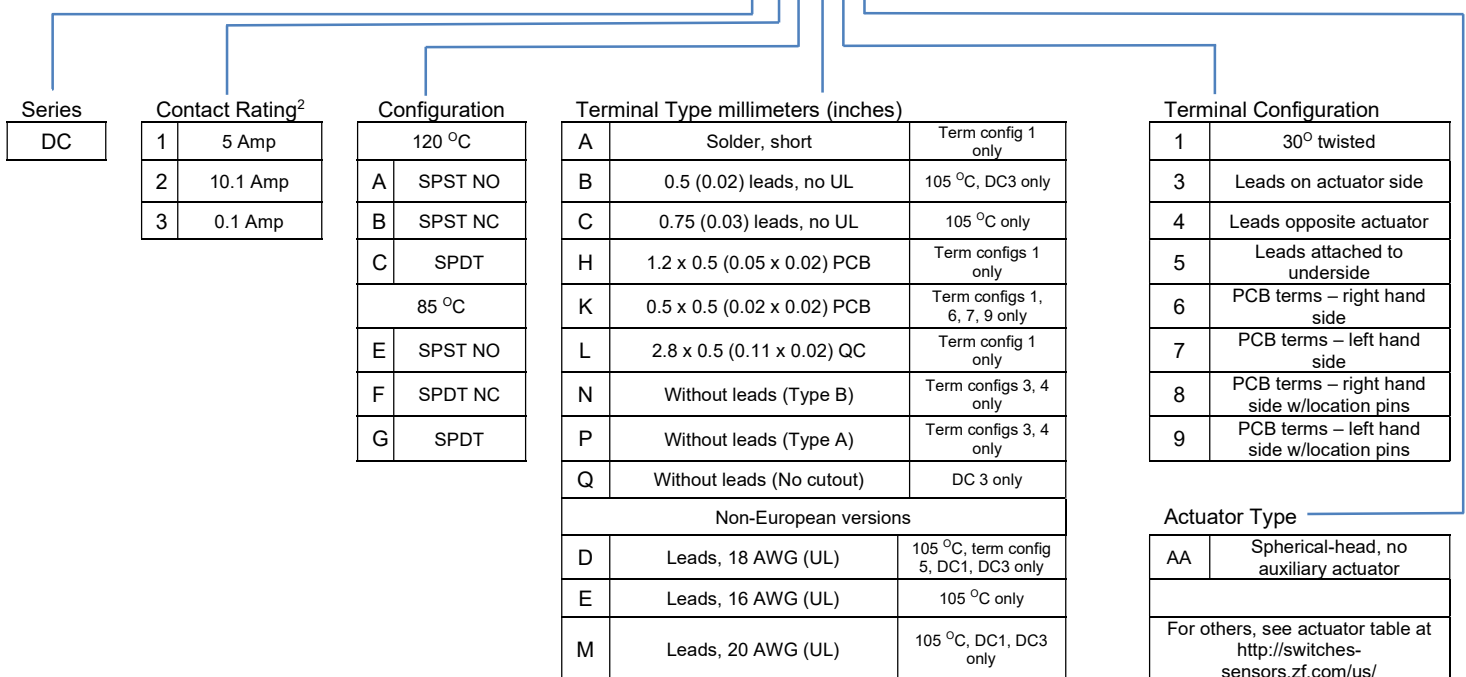 Series
DC
Contact Rating2
1 5 Amp
2 10.1 Amp
3 0.1 Amp
Configuration
120 OC
A SPST NO
B SPST NC
C SPDT
85 OC
E SPST NO
F SPDT NC
G SPDT
Terminal Type millimeters (inches)
A Solder, short Term config 1
only
B 0.5 (0.02) leads, no UL 105 OC, DC3 only
C 0.75 (0.03) leads, no UL 105 OC only
H 1.2 x 0.5 (0.05 x 0.02) PCB Term configs 1
only
K 0.5 x 0.5 (0.02 x 0.02) PCB Term configs 1,
6, 7, 9 only
L 2.8 x 0.5 (0.11 x 0.02) QC Term config 1
only
N Without leads (Type B) Term configs 3, 4
only
P Without leads (Type A) Term configs 3, 4
only
Q Without leads (No cutout) DC 3 only
Non-European versions
D Leads, 18 AWG (UL) 105 OC, term config
5, DC1, DC3 only
E Leads, 16 AWG (UL) 105 OC only
M Leads, 20 AWG (UL) 105 OC, DC1, DC3
only
Terminal Configuration
1 30O twisted
3 Leads on actuator side
4 Leads opposite actuator
5 Leads attached to
underside
6 PCB terms – right hand
side
7 PCB terms – left hand
side
8 PCB terms – right hand
side w/location pins
9 PCB terms – left hand
side w/location pins
Actuator Type
AA Spherical-head, no
auxiliary actuator
For others, see actuator table at
http://switches-
sensors.zf.com/us/